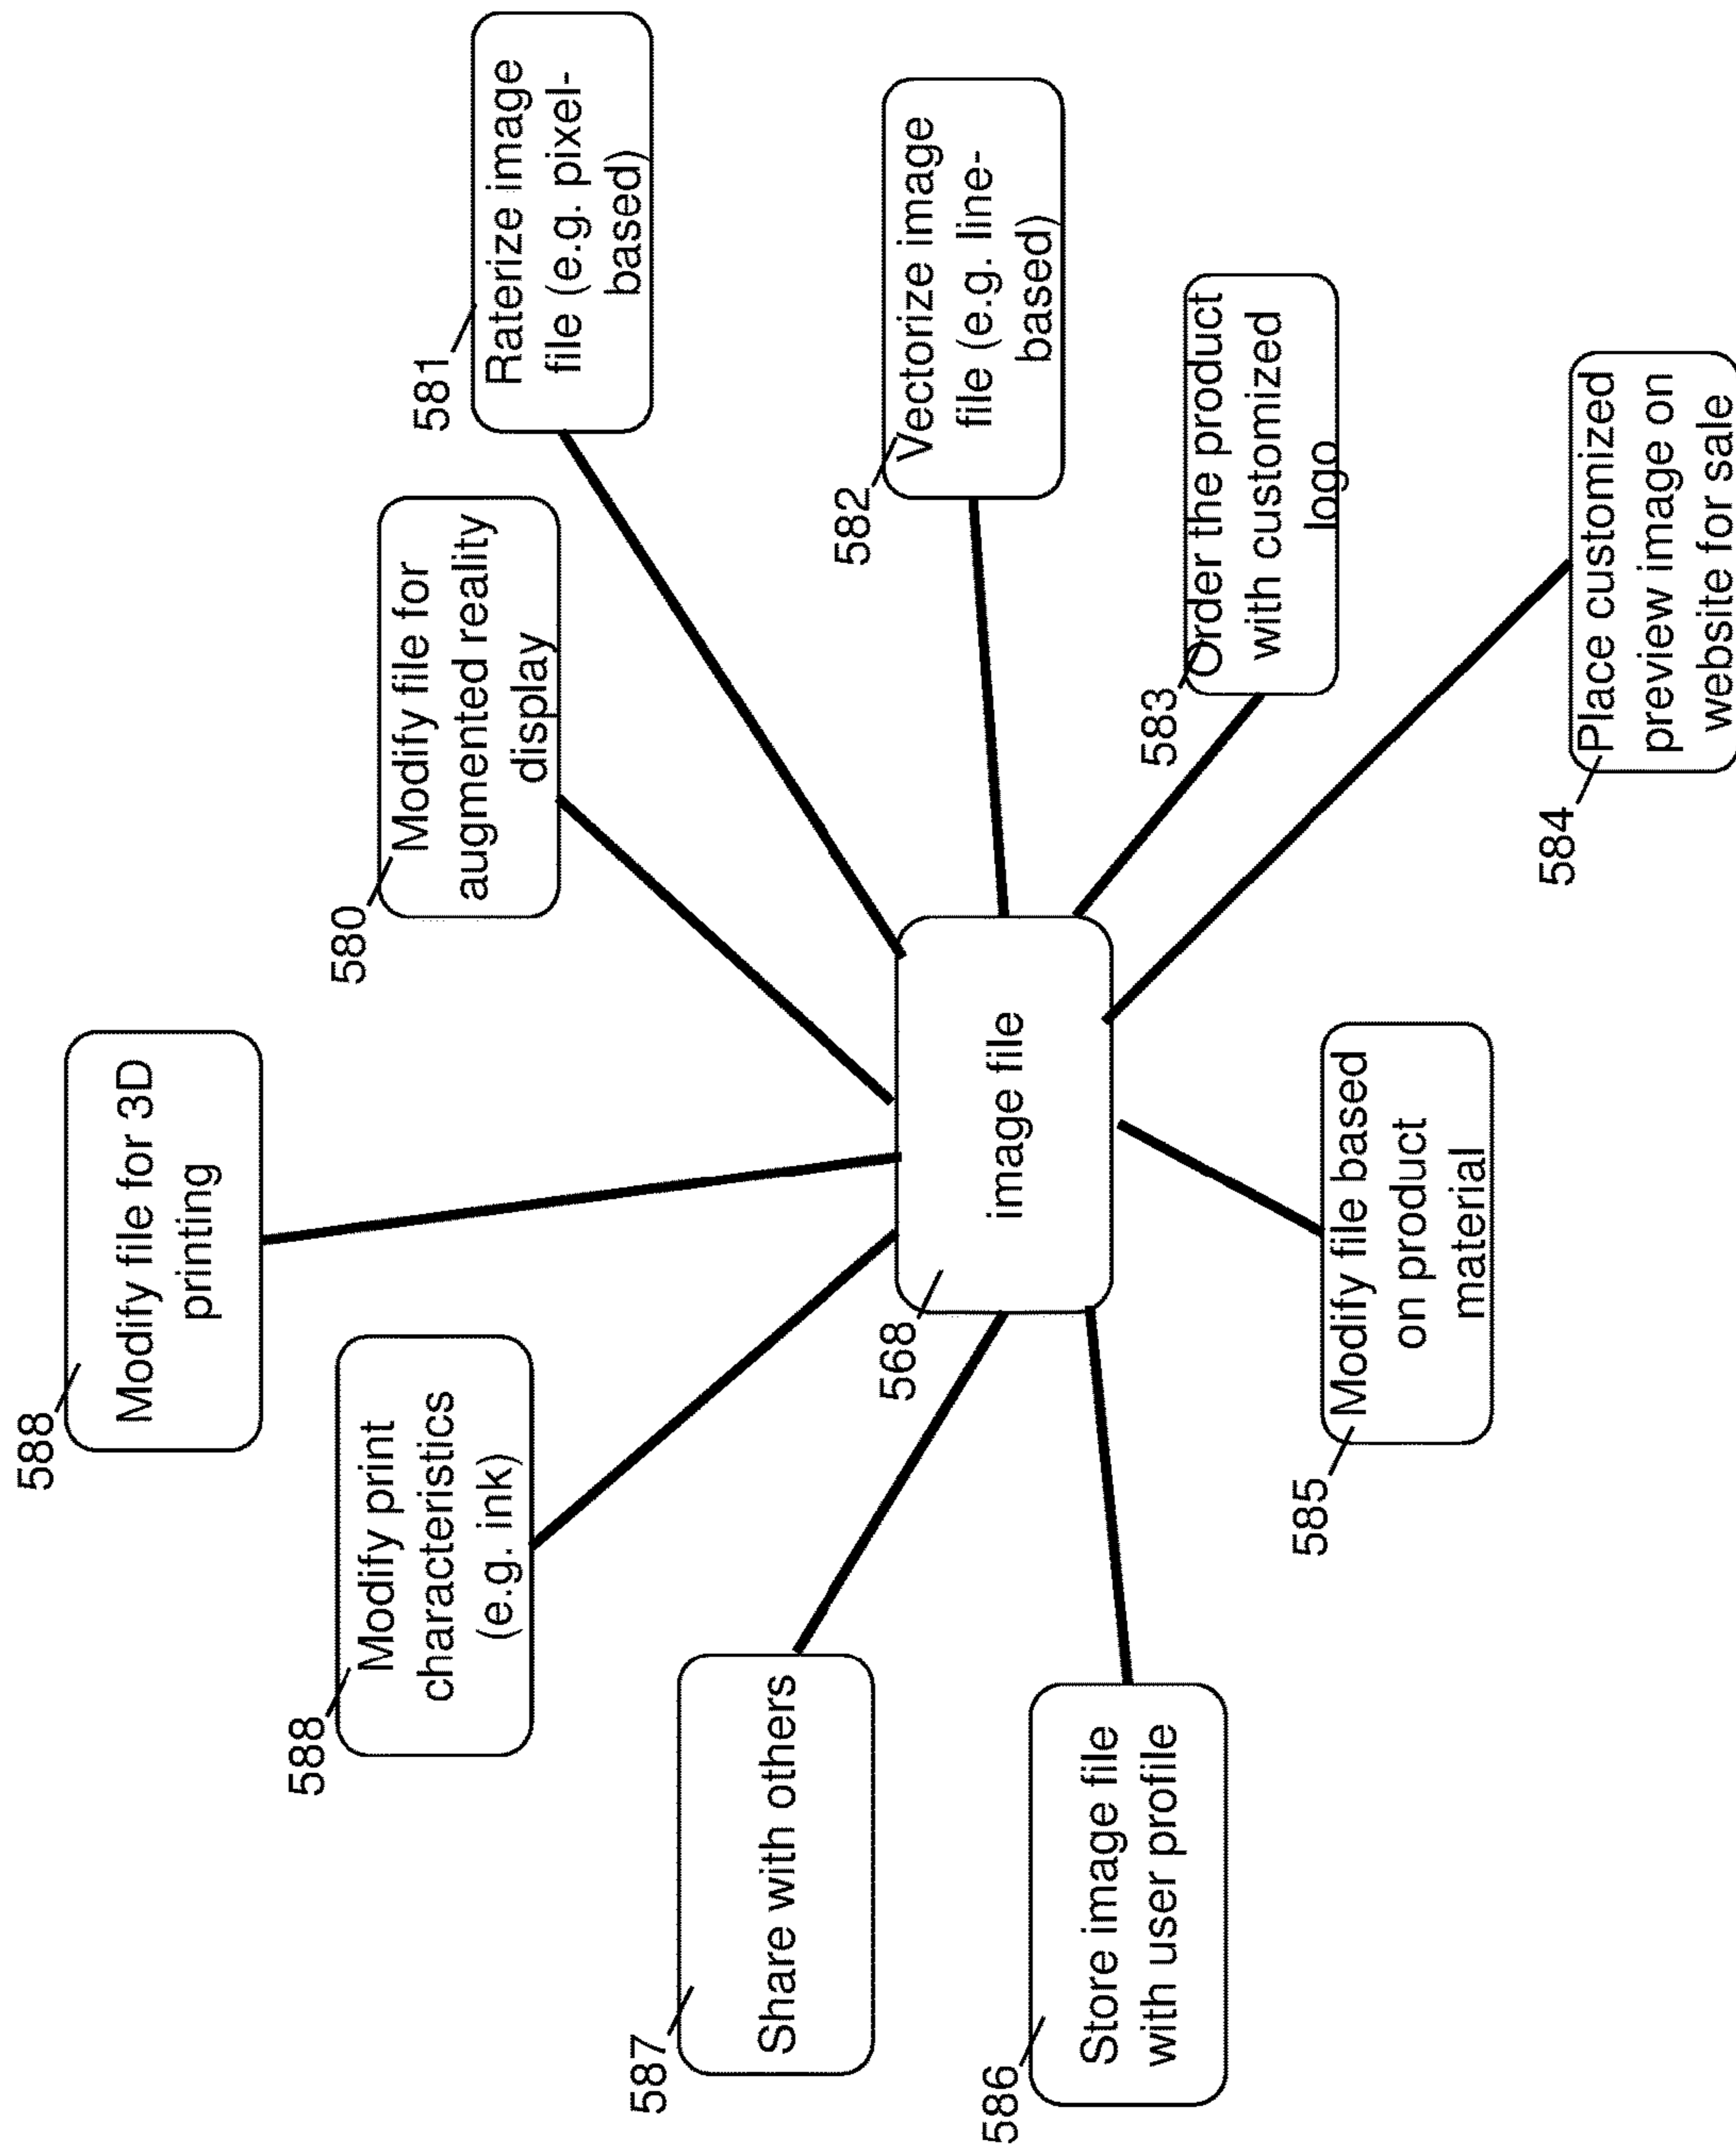 588
Modify file for 3D
printing
588
Modify print
characteristics
(e.g. ink)
580
Modify file for
augmented reality
display
581
Raterize image
file (e.g. pixel-
based)
587
Share with others
568
image file
582
Vectorize image
file (e.g. line-
based)
586
Store image file
with user profile
583
Order the product
with customized
logo
585
Modify file based
on product
material
584
Place customized
preview image on
website for sale